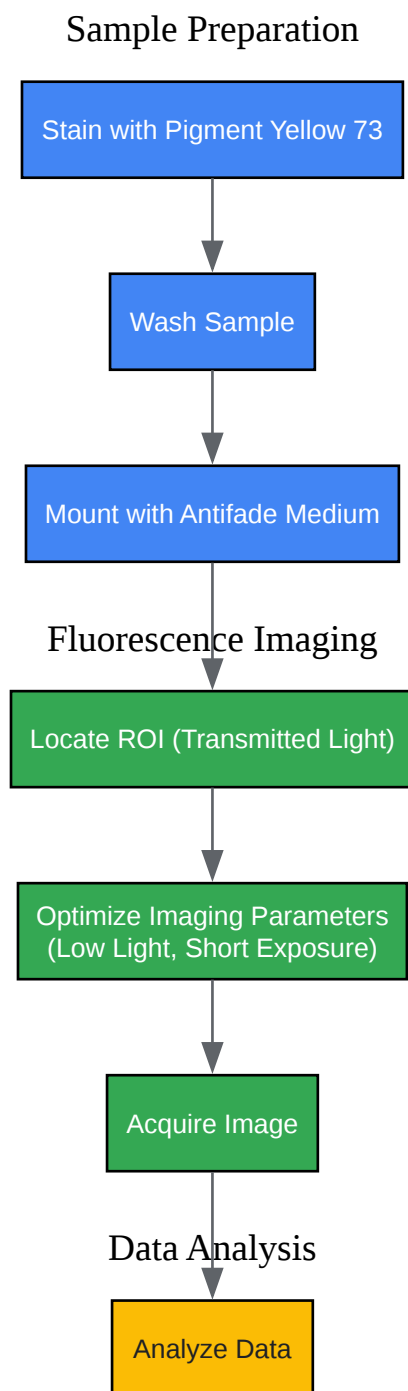 Sample Preparation
Stain with Pigment Yellow 73
Wash Sample
Mount with Antifade Medium
Fluorescence Imaging
Locate ROI (Transmitted Light)
Optimize Imaging Parameters
(Low Light, Short Exposure)
Acquire Image
Data Analysis
Analyze Data